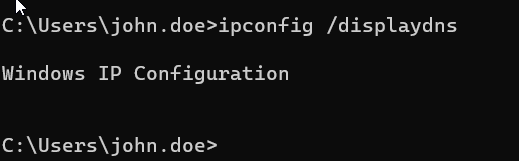 C:\Users\john.doe>ipconfig /displaydns
Windows IP Configuration
C:\Users\john.doe>